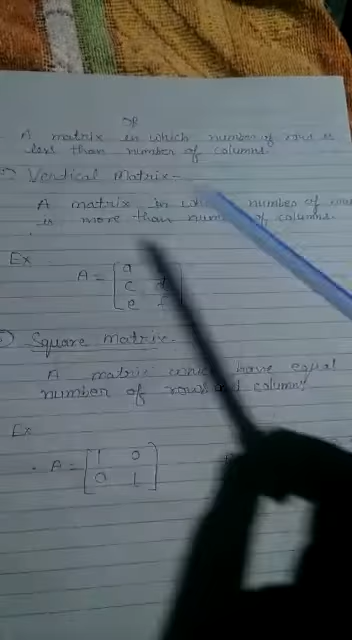 A matrix in which number of rows is
less than number of columns.
Vertical Matrix-
A matrix in which number of rows
is more than number of columns.
Ex
A = [a
c d
e f]
Square matrix-
A matrix which have equal
number of rows and column
Ex
A = [1 0
0 1]